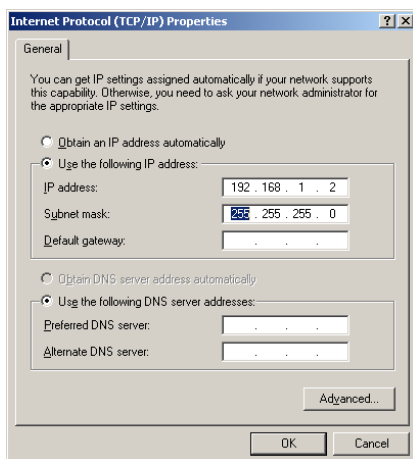 Internet Protocol (TCP/IP) Properties
General
You can get IP settings assigned automatically if your network supports
this capability. Otherwise, you need to ask your network administrator for
the appropriate IP settings.
Obtain an IP address automatically
Use the following IP address:
IP address: 192 . 168 . 1 . 2
Subnet mask: 255 . 255 . 255 . 0
Default gateway: . . .
Obtain DNS server address automatically
Use the following DNS server addresses:
Preferred DNS server: . . .
Alternate DNS server: . . .
Advanced...
OK Cancel